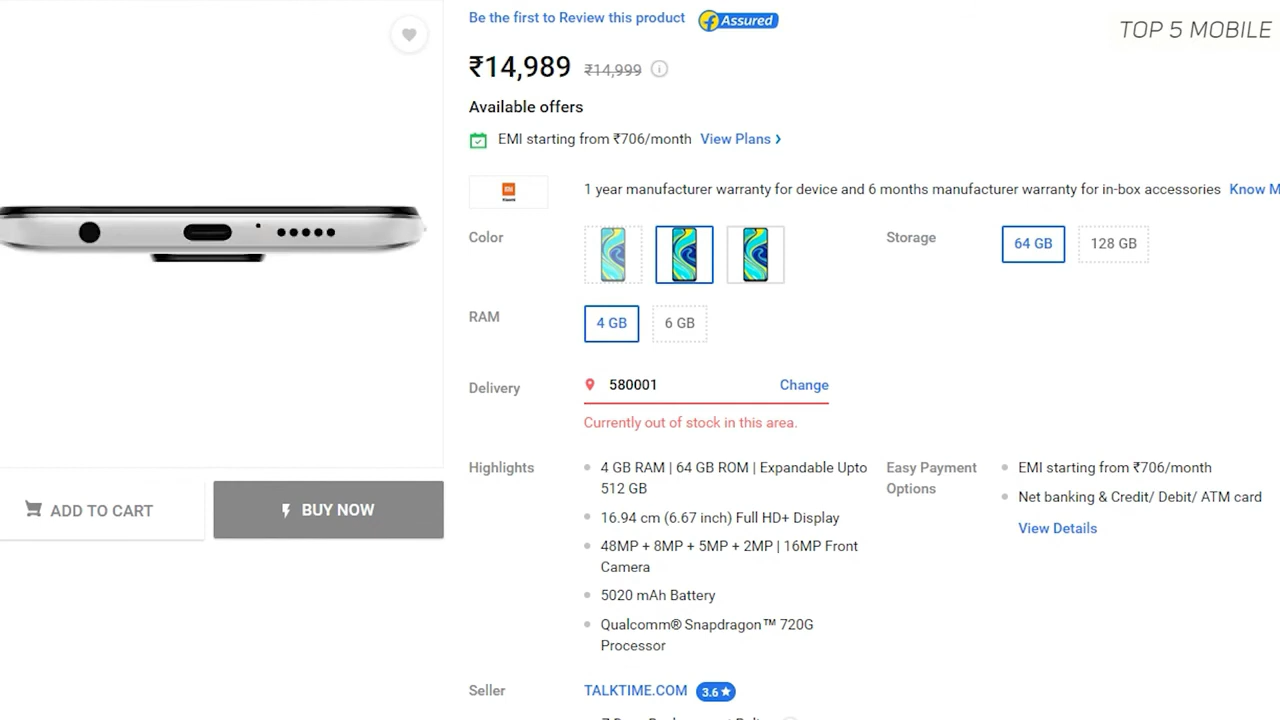 TOP 5 MOBILE
Be the first to Review this product
Assured
₹14,989 ₹14,999
Available offers
EMI starting from ₹706/month View Plans
1 year manufacturer warranty for device and 6 months manufacturer warranty for in-box accessories Know M
Color
Storage
64 GB
128 GB
RAM
4 GB
6 GB
Delivery
580001
Change
Currently out of stock in this area.
ADD TO CART
BUY NOW
Highlights
4 GB RAM | 64 GB ROM | Expandable Upto
512 GB
16.94 cm (6.67 inch) Full HD+ Display
48MP + 8MP + 5MP + 2MP | 16MP Front
Camera
5020 mAh Battery
Qualcomm® Snapdragon™ 720G
Processor
Easy Payment
Options
EMI starting from ₹706/month
Net banking & Credit/ Debit/ ATM card
View Details
Seller
TALKTIME.COM 3.6★